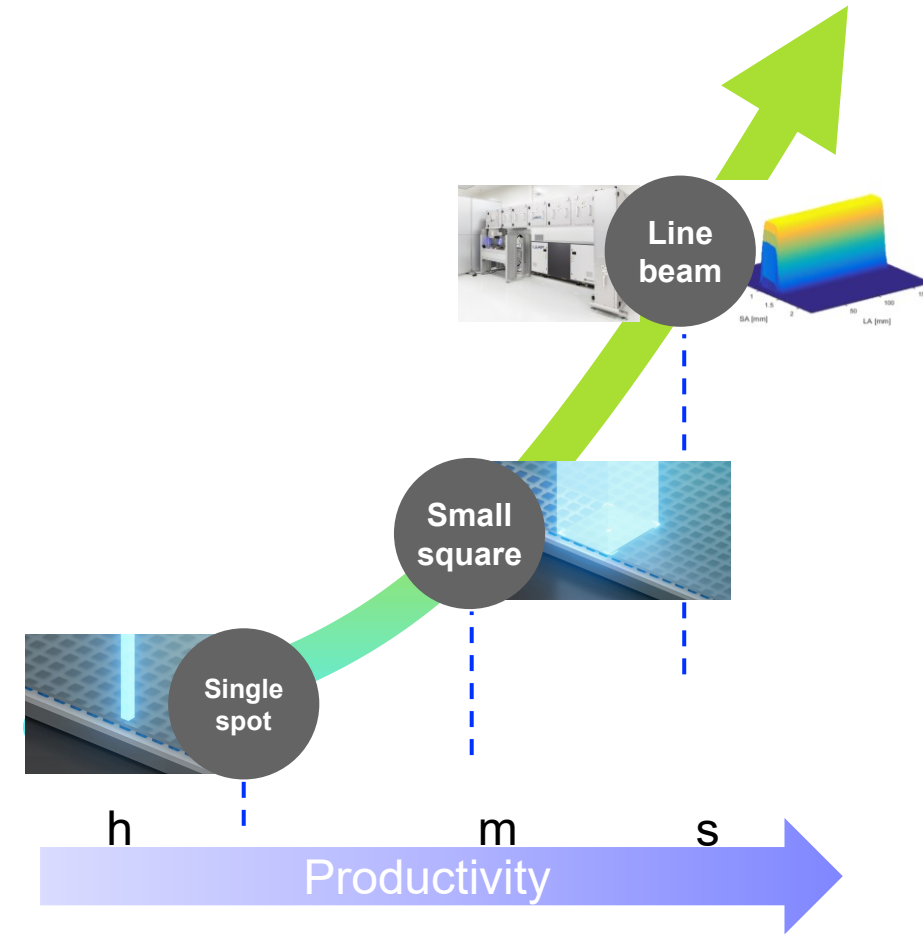 Line
beam
1
1.5
2
SA [mm]
50
100
LA [mm]
Small
square
Single
spot
h
m
s
Productivity